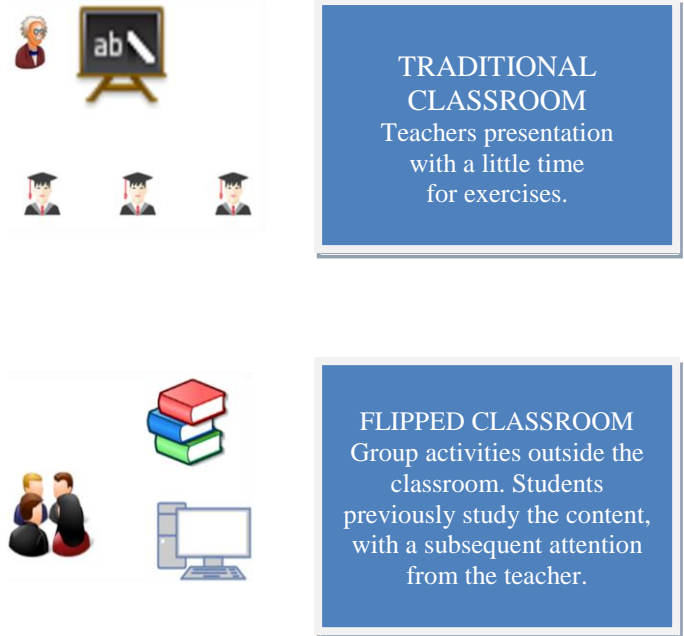 ab
TRADITIONAL
CLASSROOM
Teachers presentation
with a little time
for exercises.
FLIPPED CLASSROOM
Group activities outside the
classroom. Students
previously study the content,
with a subsequent attention
from the teacher.